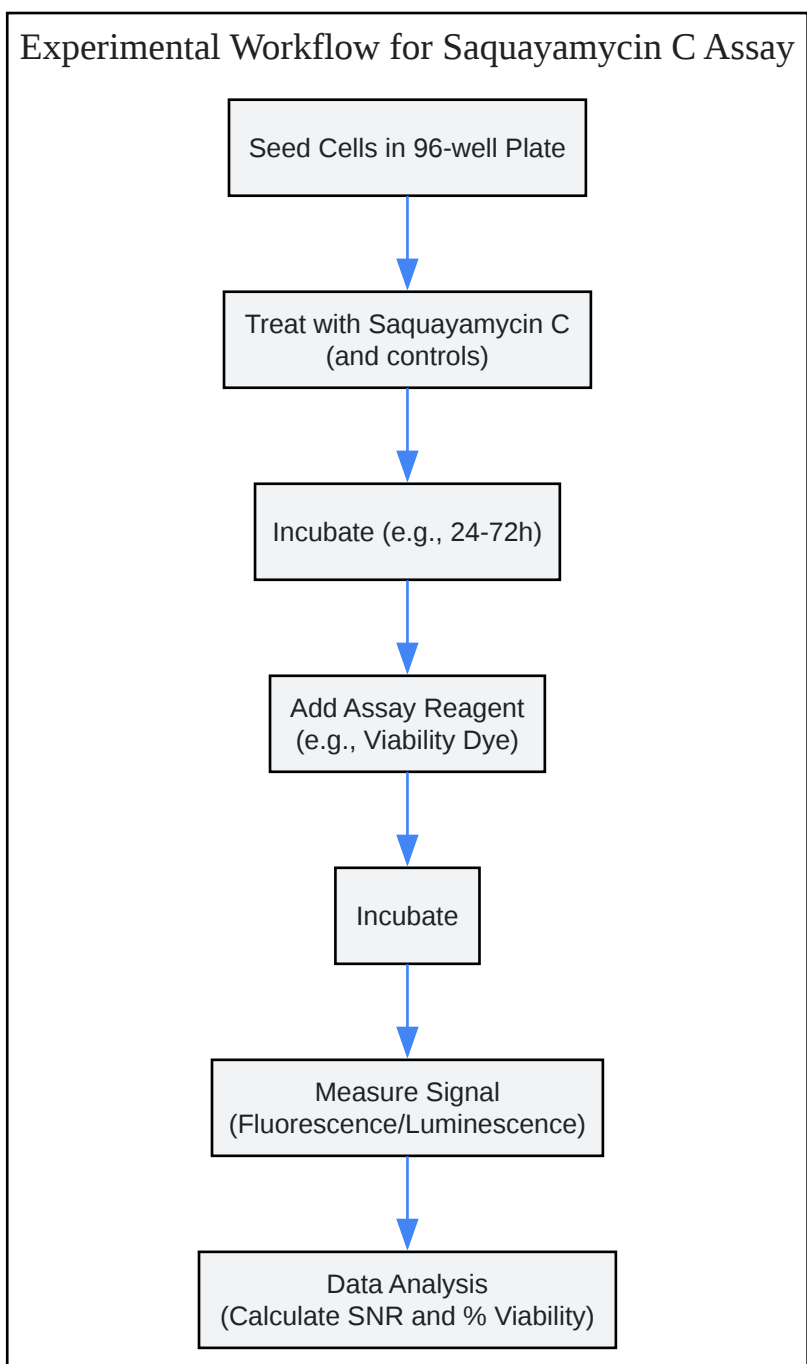 Experimental Workflow for Saquayamycin C Assay
Seed Cells in 96-well Plate
Treat with Saquayamycin C
(and controls)
Incubate (e.g., 24-72h)
Add Assay Reagent
(e.g., Viability Dye)
Incubate
Measure Signal
(Fluorescence/Luminescence)
Data Analysis
(Calculate SNR and % Viability)